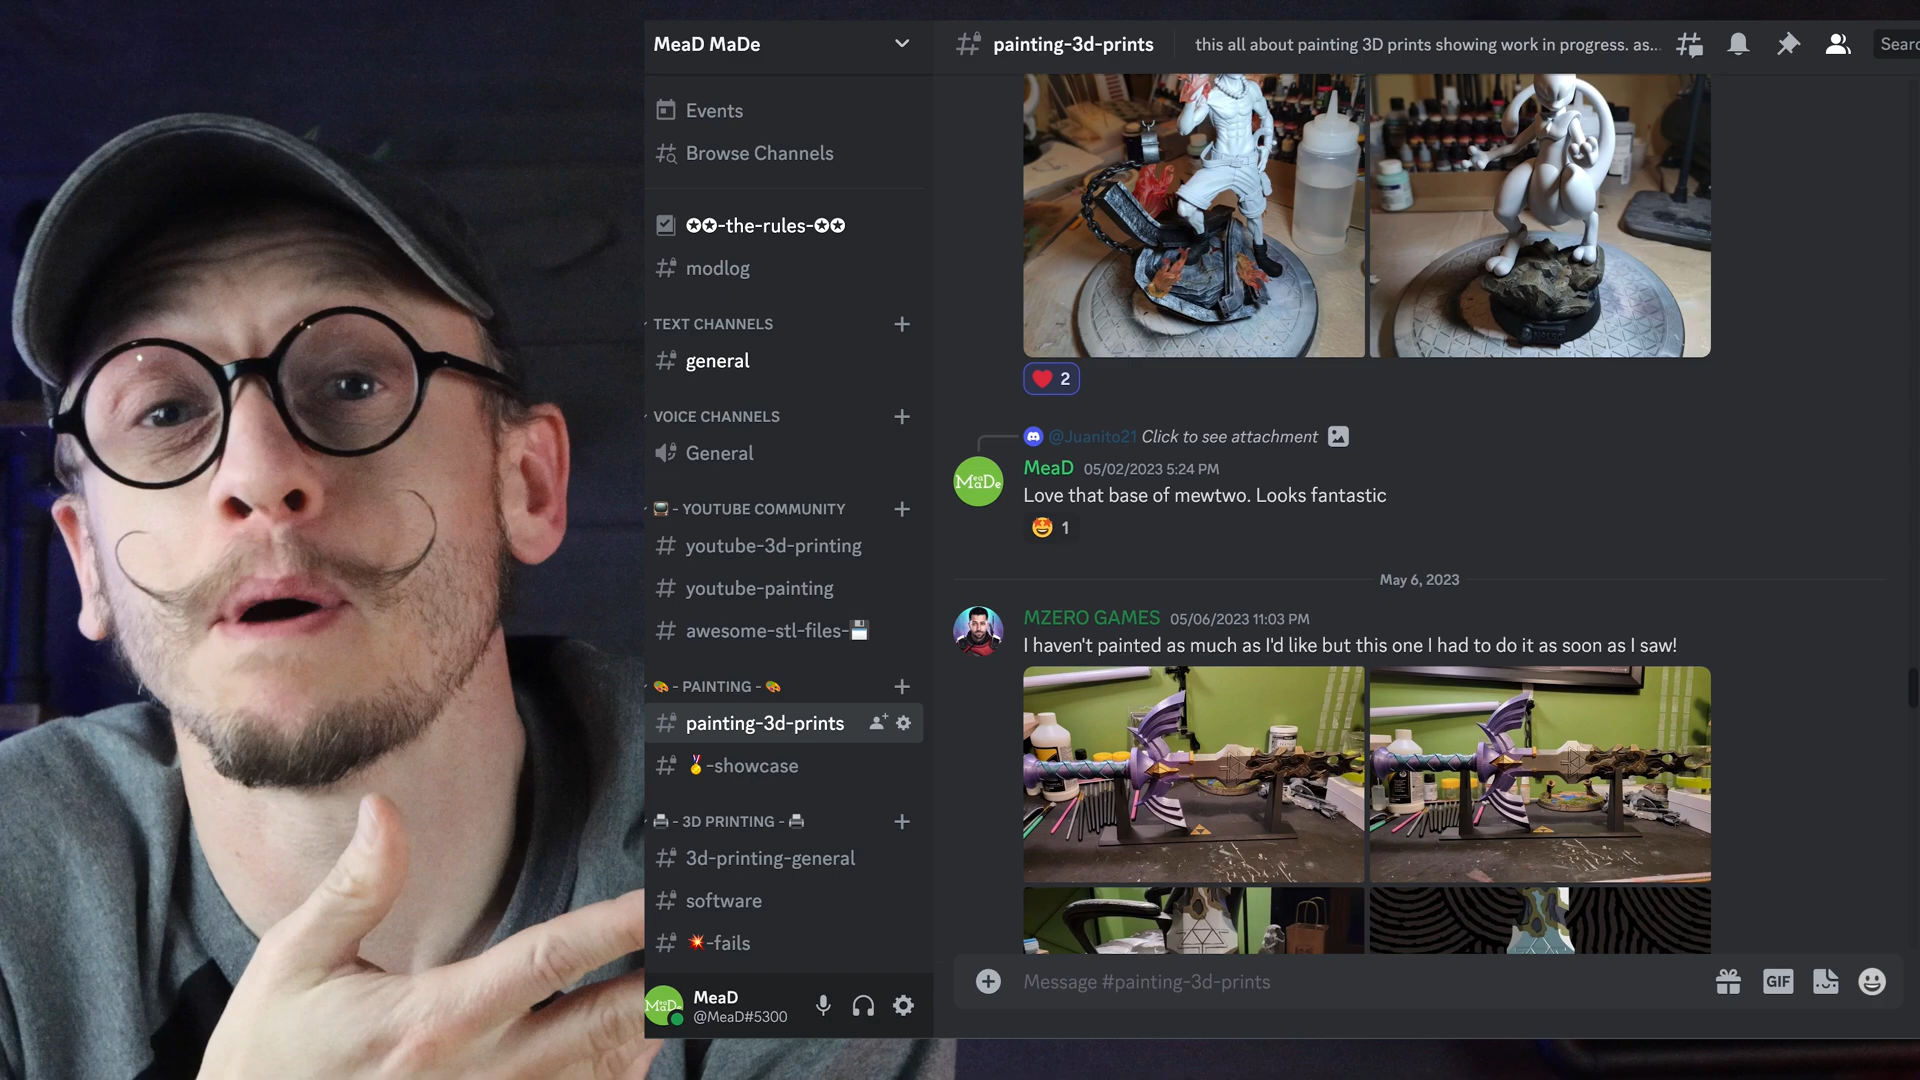 MeaD MaDe
Events
Browse Channels
✪✪-the-rules-✪✪
modlog
TEXT CHANNELS
general
VOICE CHANNELS
General
- YOUTUBE COMMUNITY
youtube-3d-printing
youtube-painting
awesome-stl-files-💾
🎨 - PAINTING - 🎨
painting-3d-prints
🏅-showcase
🖨 - 3D PRINTING - 🖨
3d-printing-general
software
💥-fails
MeaD
@MeaD#5300
painting-3d-prints
this all about painting 3D prints showing work in progress. as...
Searc
❤️ 2
@Juanito21 Click to see attachment
MeaD MaDe
MeaD 05/02/2023 5:24 PM
Love that base of mewtwo. Looks fantastic
🤩 1
May 6, 2023
MZERO GAMES 05/06/2023 11:03 PM
I haven't painted as much as I'd like but this one I had to do it as soon as I saw!
Message #painting-3d-prints
GIF